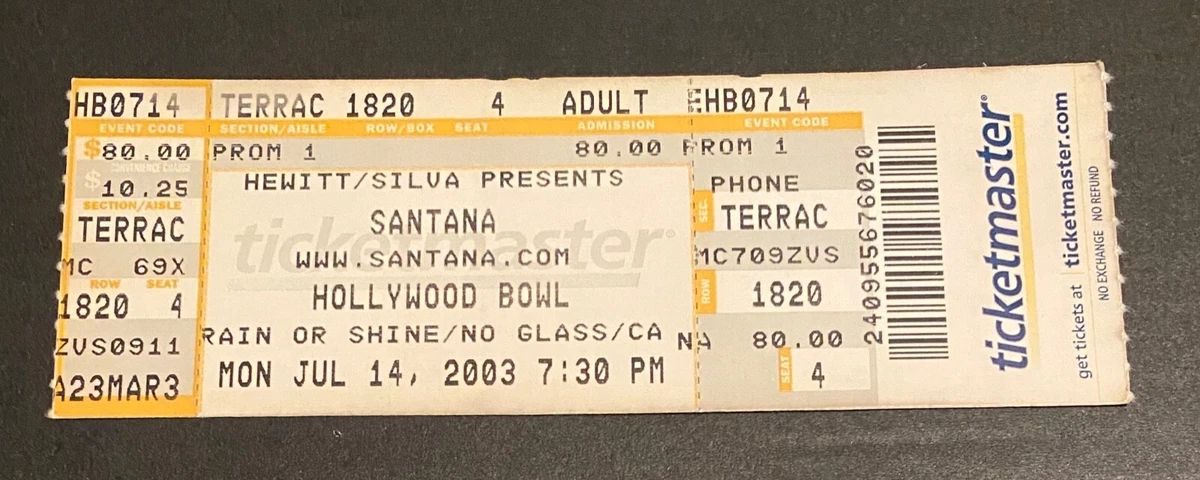 HB0714 TERRAC 1820 4 ADULT HB0714
EVENT CODE SECTION/AISLE ROW/BOX SEAT ADMISSION EVENT CODE
$80.00 PROM 1 80.00 FROM 1
CONVENIENCE CHARGE
$ 10.25
SECTION/AISLE
TERRAC
MC 69X
ROW SEAT
1820 4
ZVS0911
A23MAR3
HEWITT/SILVA PRESENTS
ticketmaster
SANTANA
WWW.SANTANA.COM
HOLLYWOOD BOWL
RAIN OR SHINE/NO GLASS/CA NA
MON JUL 14, 2003 7:30 PM
PHONE
SEC. TERRAC
MC709ZVS
ROW 1820
80.00
SEAT 4
2409556760​20
ticketmaster®
get tickets at ticketmaster.com
NO EXCHANGE NO REFUND